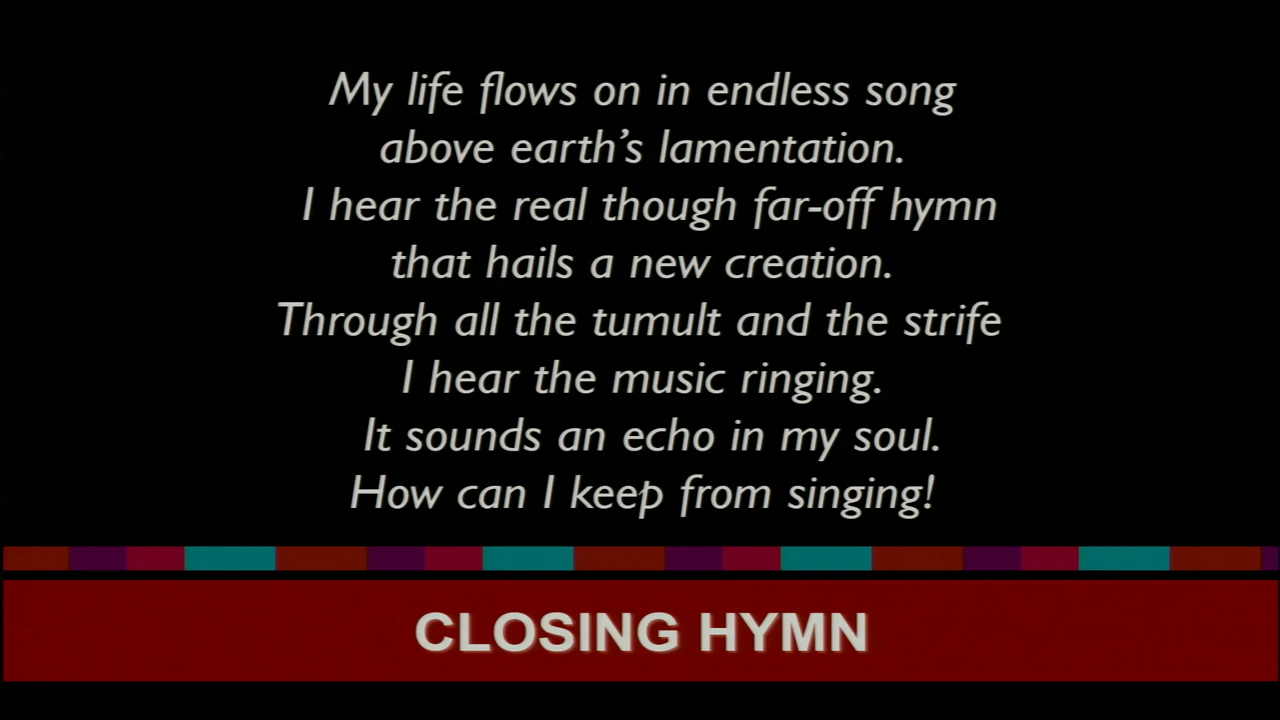 My life flows on in endless song
above earth’s lamentation.
I hear the real though far-off hymn
that hails a new creation.
Through all the tumult and the strife
I hear the music ringing.
It sounds an echo in my soul.
How can I keep from singing!
CLOSING HYMN